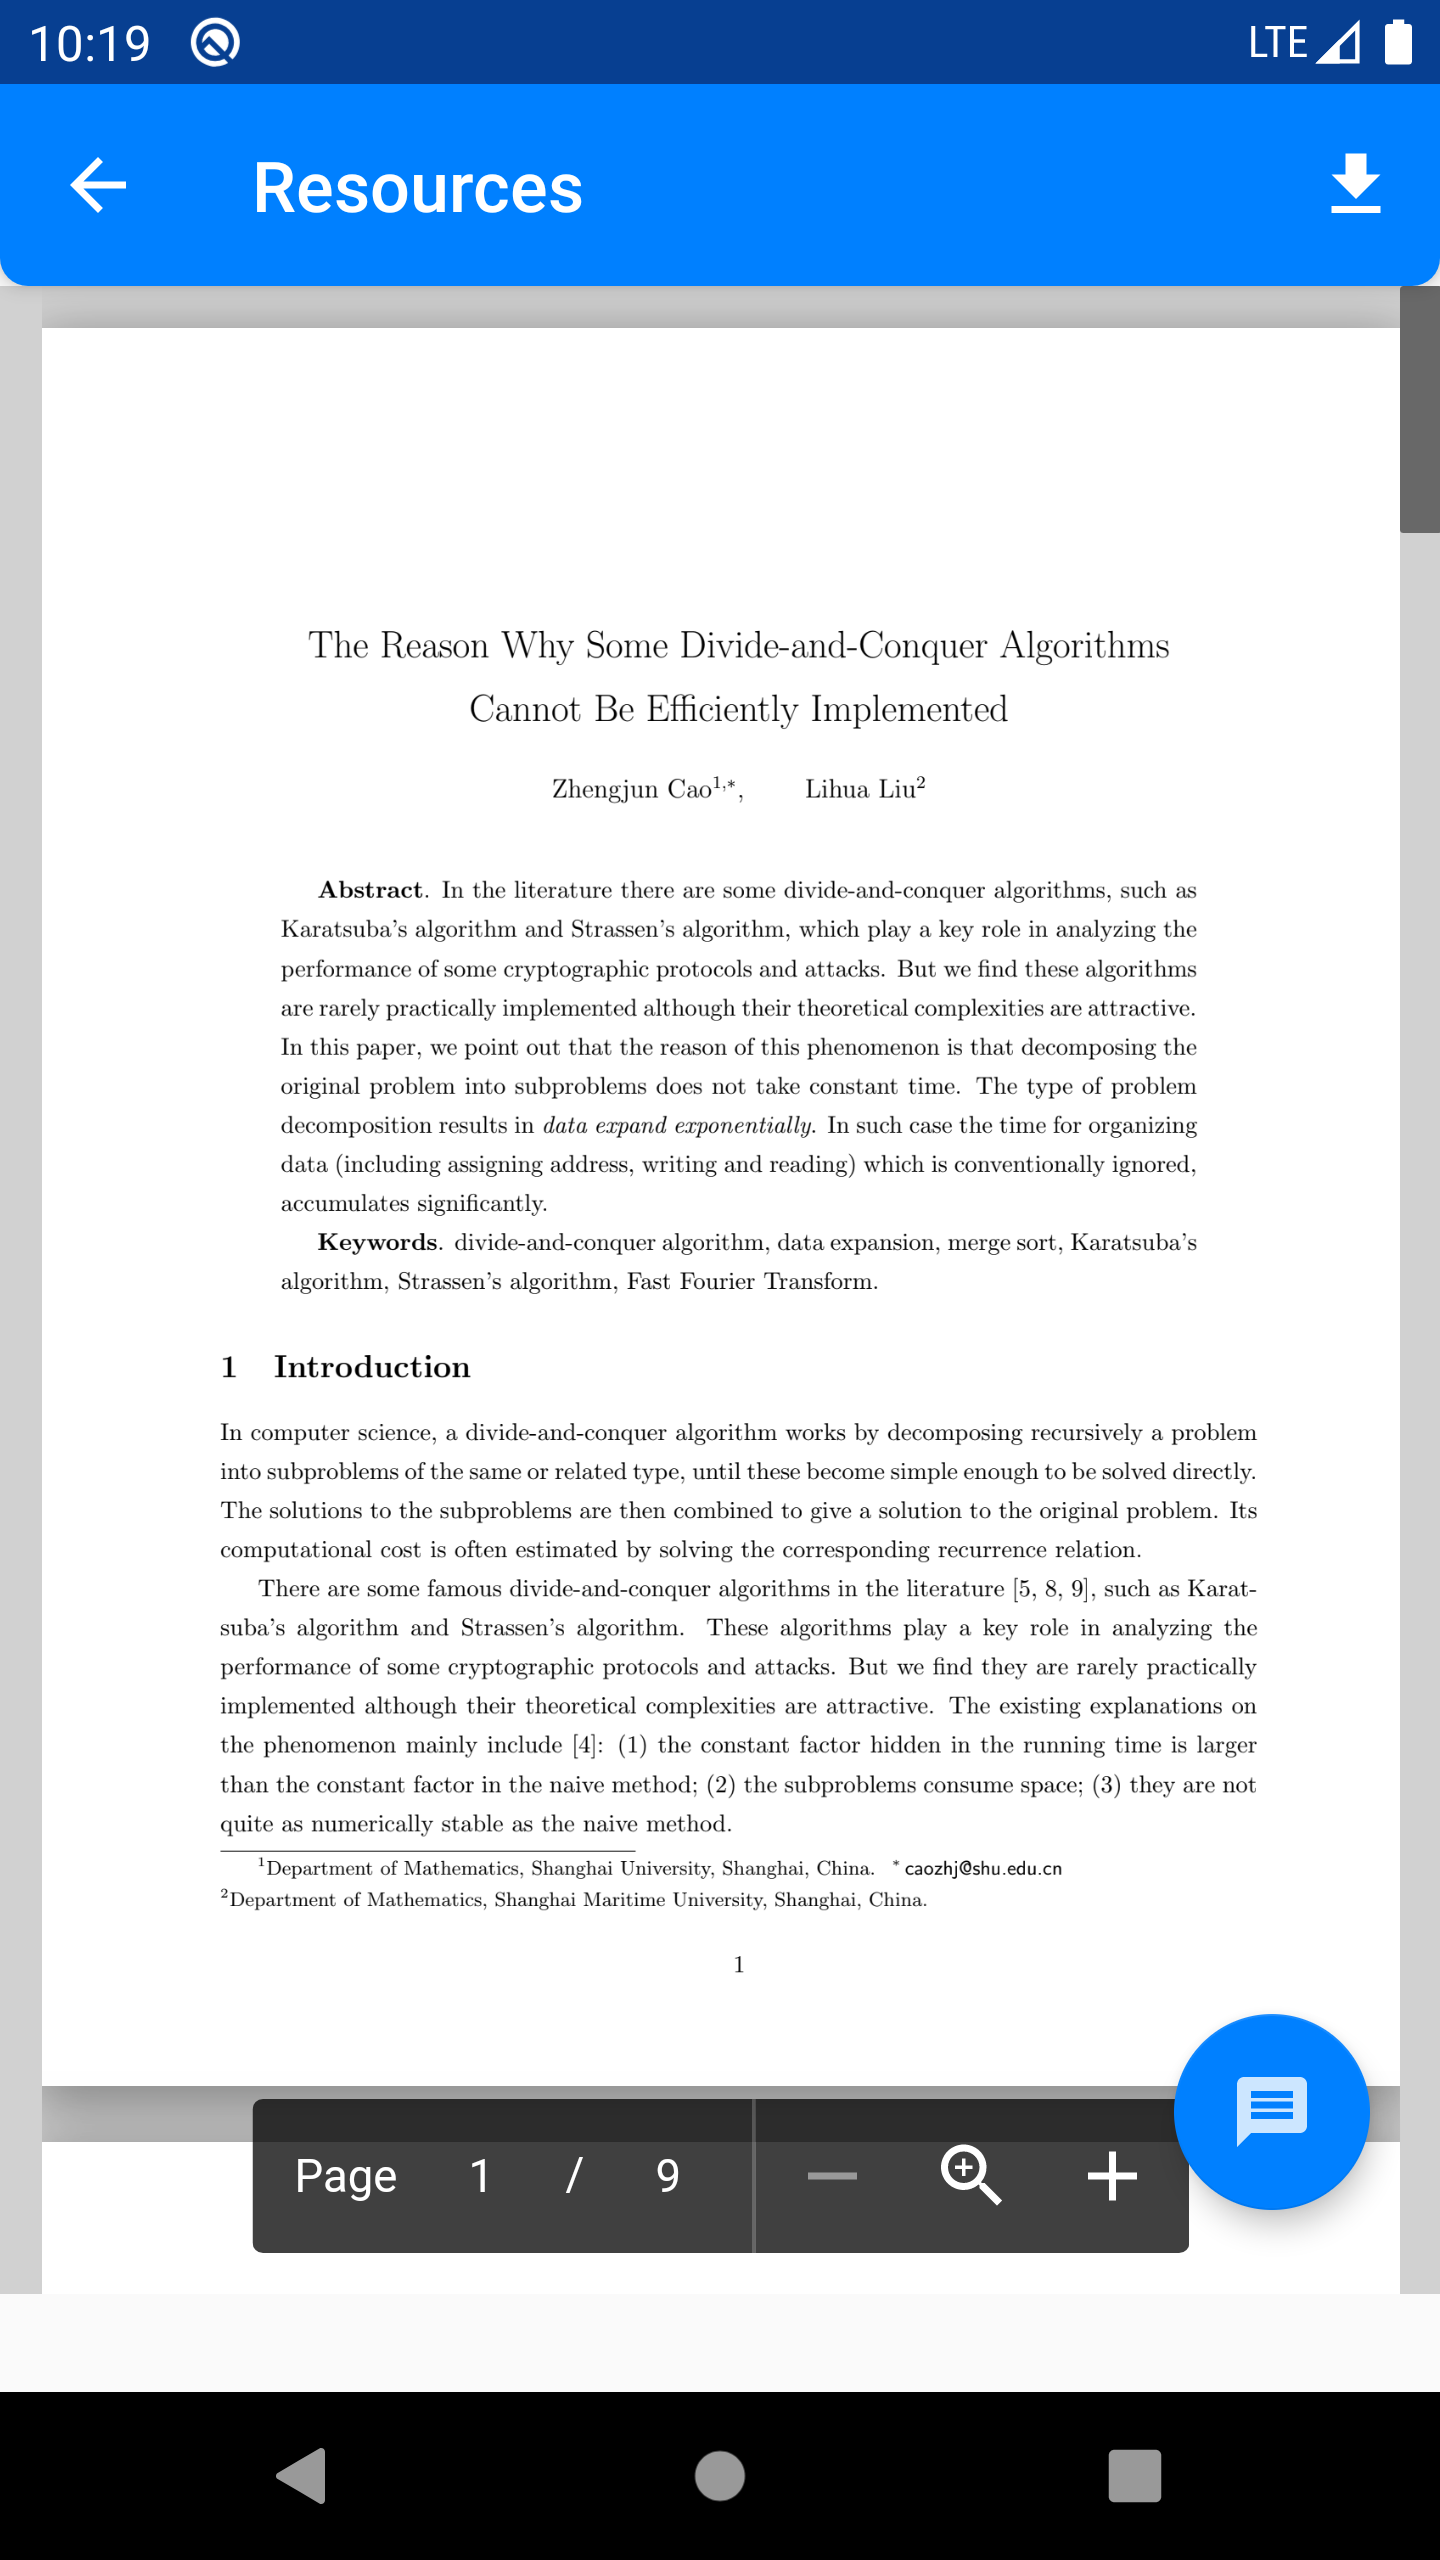 10:19 LTE
Resources
The Reason Why Some Divide-and-Conquer Algorithms
Cannot Be Efficiently Implemented
Zhengjun Cao¹,*, Lihua Liu²
Abstract. In the literature there are some divide-and-conquer algorithms, such as
Karatsuba's algorithm and Strassen's algorithm, which play a key role in analyzing the
performance of some cryptographic protocols and attacks. But we find these algorithms
are rarely practically implemented although their theoretical complexities are attractive.
In this paper, we point out that the reason of this phenomenon is that decomposing the
original problem into subproblems does not take constant time. The type of problem
decomposition results in data expand exponentially. In such case the time for organizing
data (including assigning address, writing and reading) which is conventionally ignored,
accumulates significantly.
Keywords. divide-and-conquer algorithm, data expansion, merge sort, Karatsuba's
algorithm, Strassen's algorithm, Fast Fourier Transform.
1 Introduction
In computer science, a divide-and-conquer algorithm works by decomposing recursively a problem
into subproblems of the same or related type, until these become simple enough to be solved directly.
The solutions to the subproblems are then combined to give a solution to the original problem. Its
computational cost is often estimated by solving the corresponding recurrence relation.
There are some famous divide-and-conquer algorithms in the literature [5, 8, 9], such as Karat-
suba's algorithm and Strassen's algorithm. These algorithms play a key role in analyzing the
performance of some cryptographic protocols and attacks. But we find they are rarely practically
implemented although their theoretical complexities are attractive. The existing explanations on
the phenomenon mainly include [4]: (1) the constant factor hidden in the running time is larger
than the constant factor in the naive method; (2) the subproblems consume space; (3) they are not
quite as numerically stable as the naive method.
¹Department of Mathematics, Shanghai University, Shanghai, China. * caozhj@shu.edu.cn
²Department of Mathematics, Shanghai Maritime University, Shanghai, China.
1
Page 1 / 9